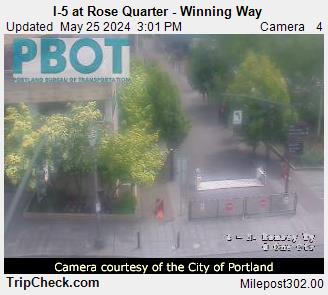 I-5 at Rose Quarter - Winning Way
Updated May 25 2024 3:01 PM Camera 4
PBOT
PORTLAND BUREAU OF TRANSPORTATION
Camera courtesy of the City of Portland
TripCheck.com Milepost302.00